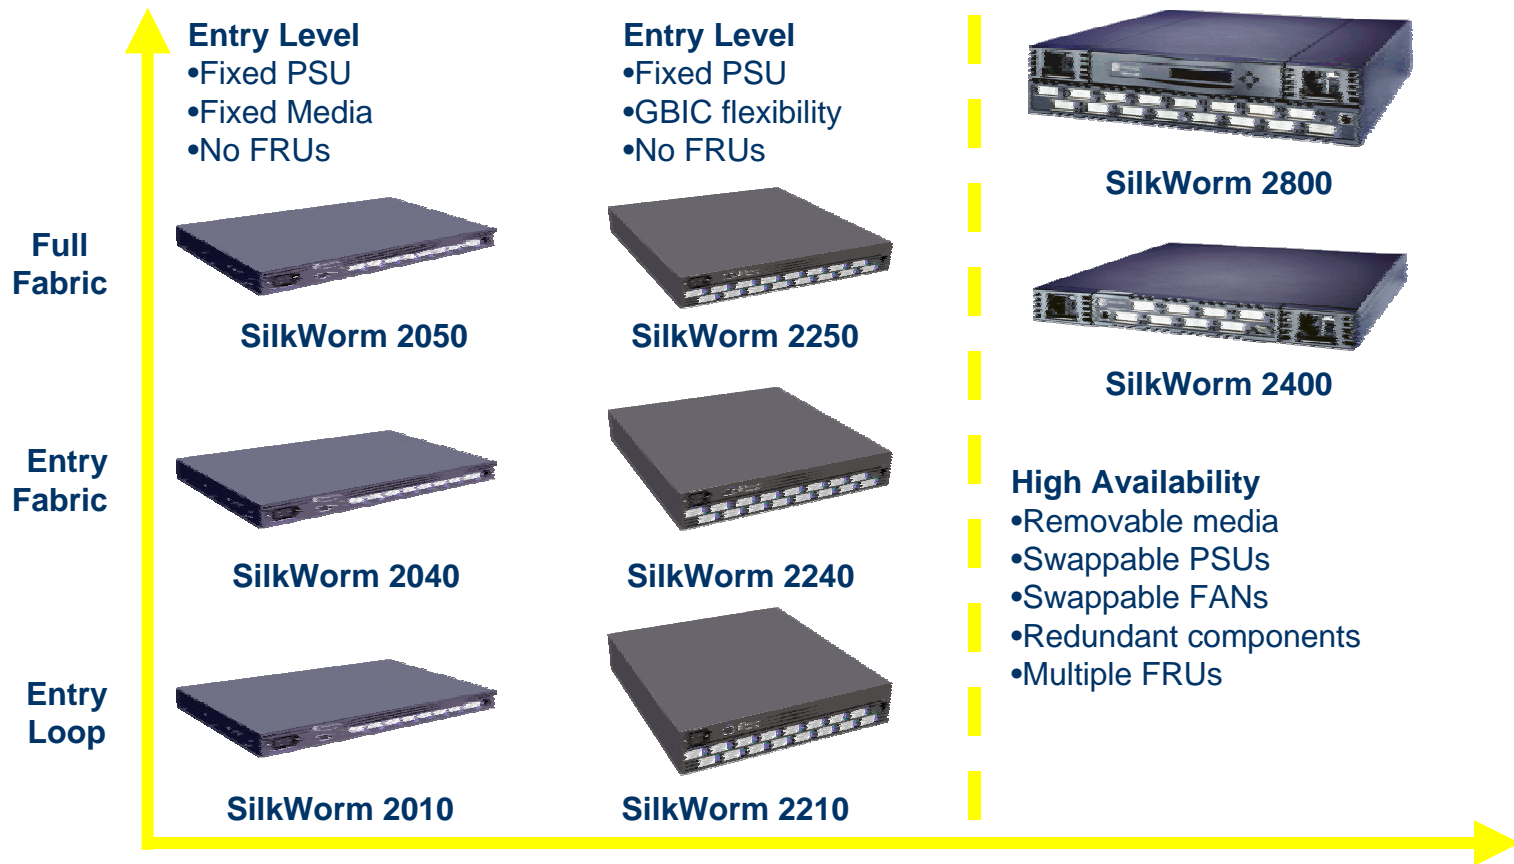 Entry Level
•Fixed PSU
•Fixed Media
•No FRUs
Entry Level
•Fixed PSU
•GBIC flexibility
•No FRUs
SilkWorm 2800
Full
Fabric
SilkWorm 2050
SilkWorm 2250
SilkWorm 2400
Entry
Fabric
SilkWorm 2040
SilkWorm 2240
High Availability
•Removable media
•Swappable PSUs
•Swappable FANs
•Redundant components
•Multiple FRUs
Entry
Loop
SilkWorm 2010
SilkWorm 2210